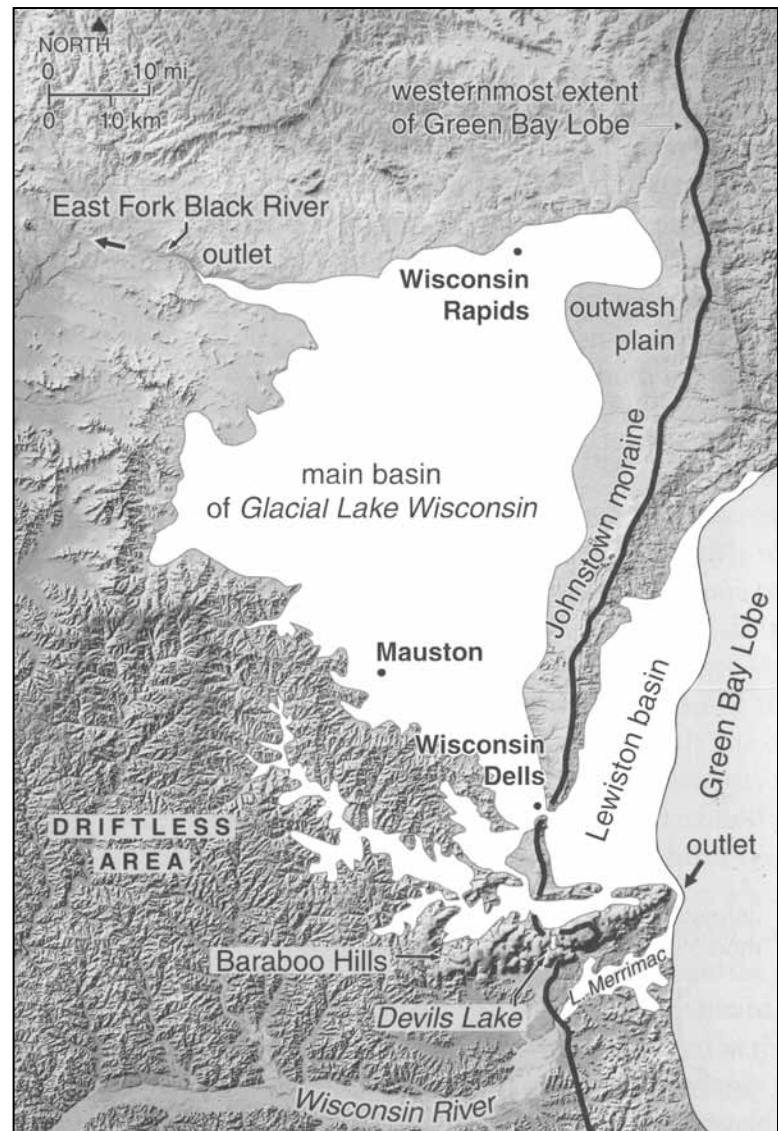 NORTH
0 10 mi
0 10 km
westernmost extent
of Green Bay Lobe
East Fork Black River
outlet
Wisconsin
Rapids
outwash
plain
main basin
of Glacial Lake Wisconsin
Johnstown moraine
Mauston
Wisconsin
Dells
Lewiston basin
Green Bay Lobe
DRIFTLESS
AREA
outlet
Baraboo Hills
Devils Lake
L. Merrimac
Wisconsin River